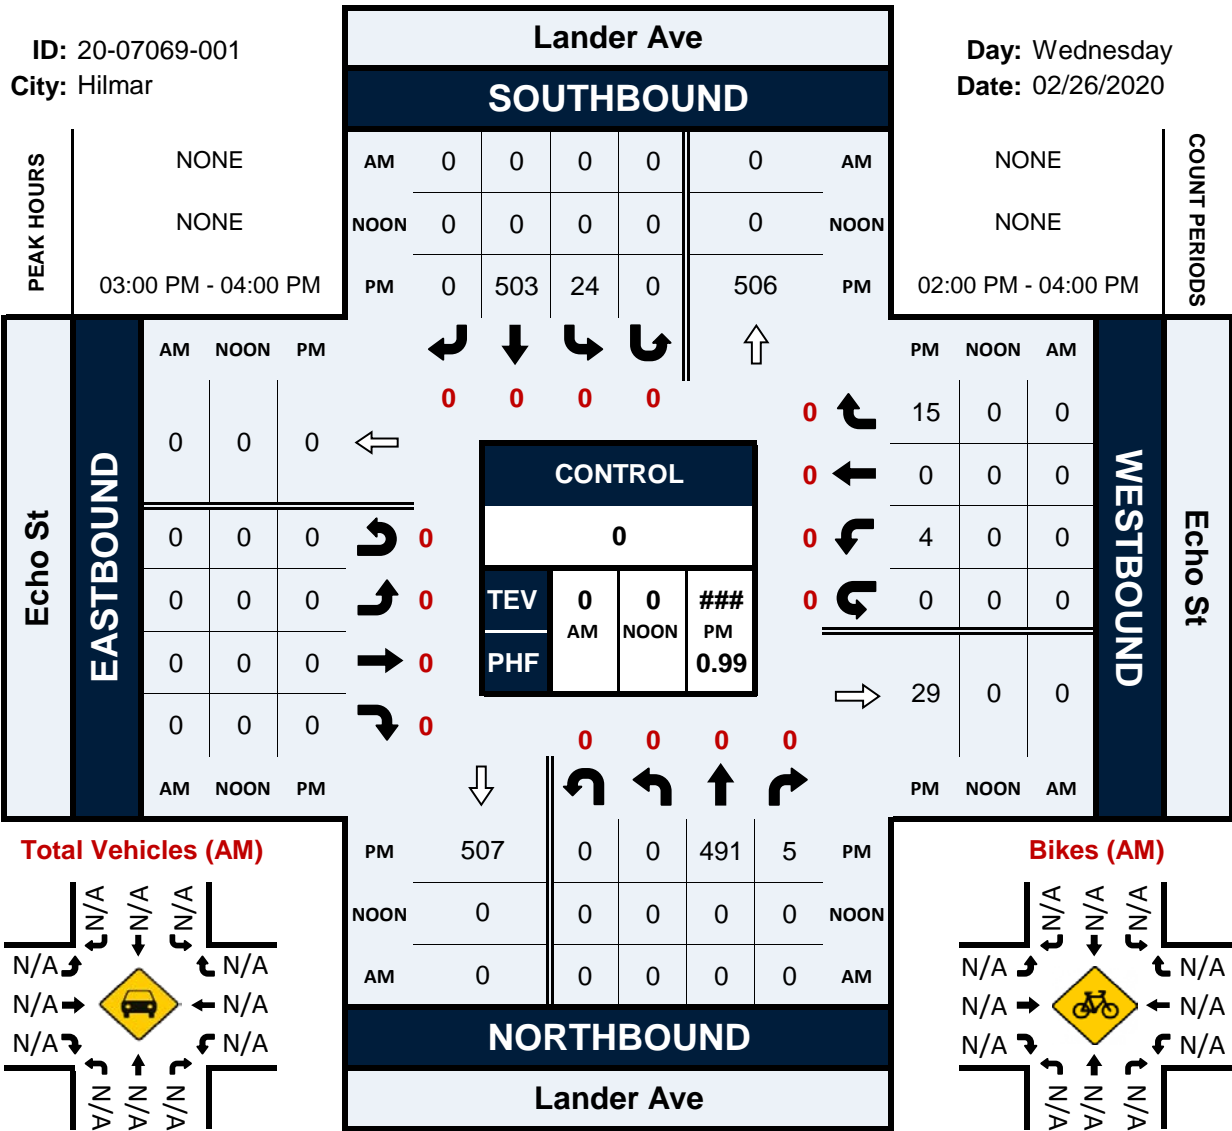 Lander Ave
ID: 20-07069-001
City: Hilmar
Day: Wednesday
Date: 02/26/2020
SOUTHBOUND
PEAK HOURS
NONE
NONE
03:00 PM - 04:00 PM
AM 0 0 0 0 0 AM
NOON 0 0 0 0 0 NOON
PM 0 503 24 0 506 PM
NONE
NONE
02:00 PM - 04:00 PM
COUNT PERIODS
0 0 0 0
Echo St
EASTBOUND
AM NOON PM
0 0 0
0 0 0 0
0 0 0 0
0 0 0 0
0 0 0 0
AM NOON PM
CONTROL
0
TEV 0 0 ###
AM NOON PM
PHF 0.99
PM NOON AM
0 15 0 0
0 0 0 0
0 4 0 0
0 0 0 0
29 0 0
PM NOON AM
WESTBOUND
Echo St
0 0 0 0
PM 507 0 0 491 5 PM
NOON 0 0 0 0 0 NOON
AM 0 0 0 0 0 AM
NORTHBOUND
Lander Ave
Total Vehicles (AM)
N/A N/A N/A
N/A N/A
N/A N/A
N/A N/A
N/A N/A N/A
Bikes (AM)
N/A N/A N/A
N/A N/A
N/A N/A
N/A N/A
N/A N/A N/A